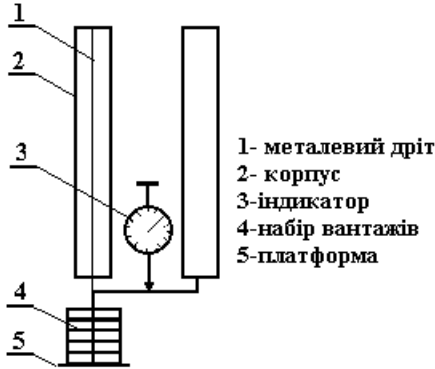 1
2
3
4
5
1- металевий дріт
2- корпус
3-індикатор
4-набір вантажів
5-платформа